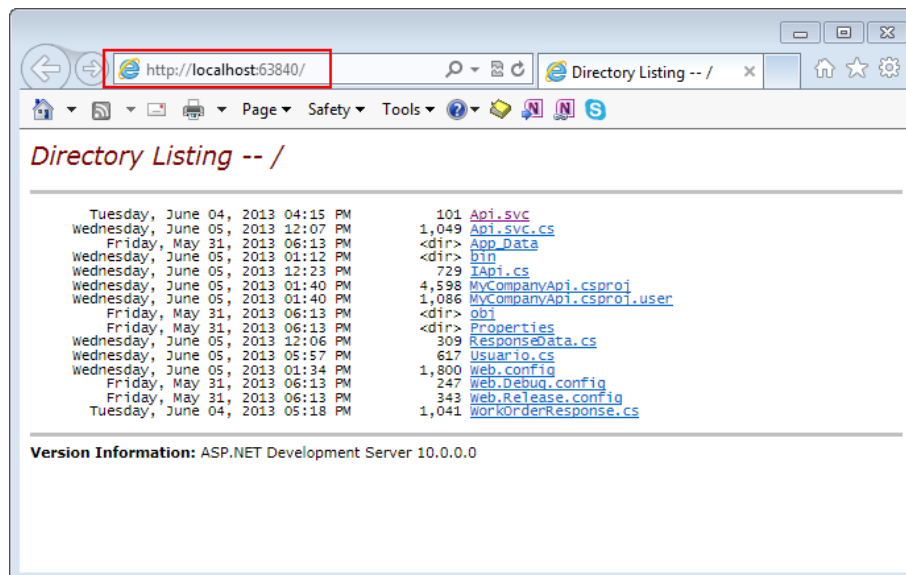 http://localhost:63840/
Directory Listing -- /
Page Safety Tools
Directory Listing -- /
Tuesday, June 04, 2013 04:15 PM 101 Api.svc
Wednesday, June 05, 2013 12:07 PM 1,049 Api.svc.cs
Friday, May 31, 2013 06:13 PM <dir> App_Data
Wednesday, June 05, 2013 01:12 PM <dir> bin
Wednesday, June 05, 2013 12:23 PM 729 IApi.cs
Wednesday, June 05, 2013 01:40 PM 4,598 MyCompanyApi.csproj
Wednesday, June 05, 2013 01:40 PM 1,086 MyCompanyApi.csproj.user
Friday, May 31, 2013 06:13 PM <dir> obj
Friday, May 31, 2013 06:13 PM <dir> Properties
Wednesday, June 05, 2013 12:06 PM 309 ResponseData.cs
Wednesday, June 05, 2013 05:57 PM 617 Usuario.cs
Wednesday, June 05, 2013 01:34 PM 1,800 Web.config
Friday, May 31, 2013 06:13 PM 247 Web.Debug.config
Friday, May 31, 2013 06:13 PM 343 Web.Release.config
Tuesday, June 04, 2013 05:18 PM 1,041 WorkOrderResponse.cs
Version Information: ASP.NET Development Server 10.0.0.0